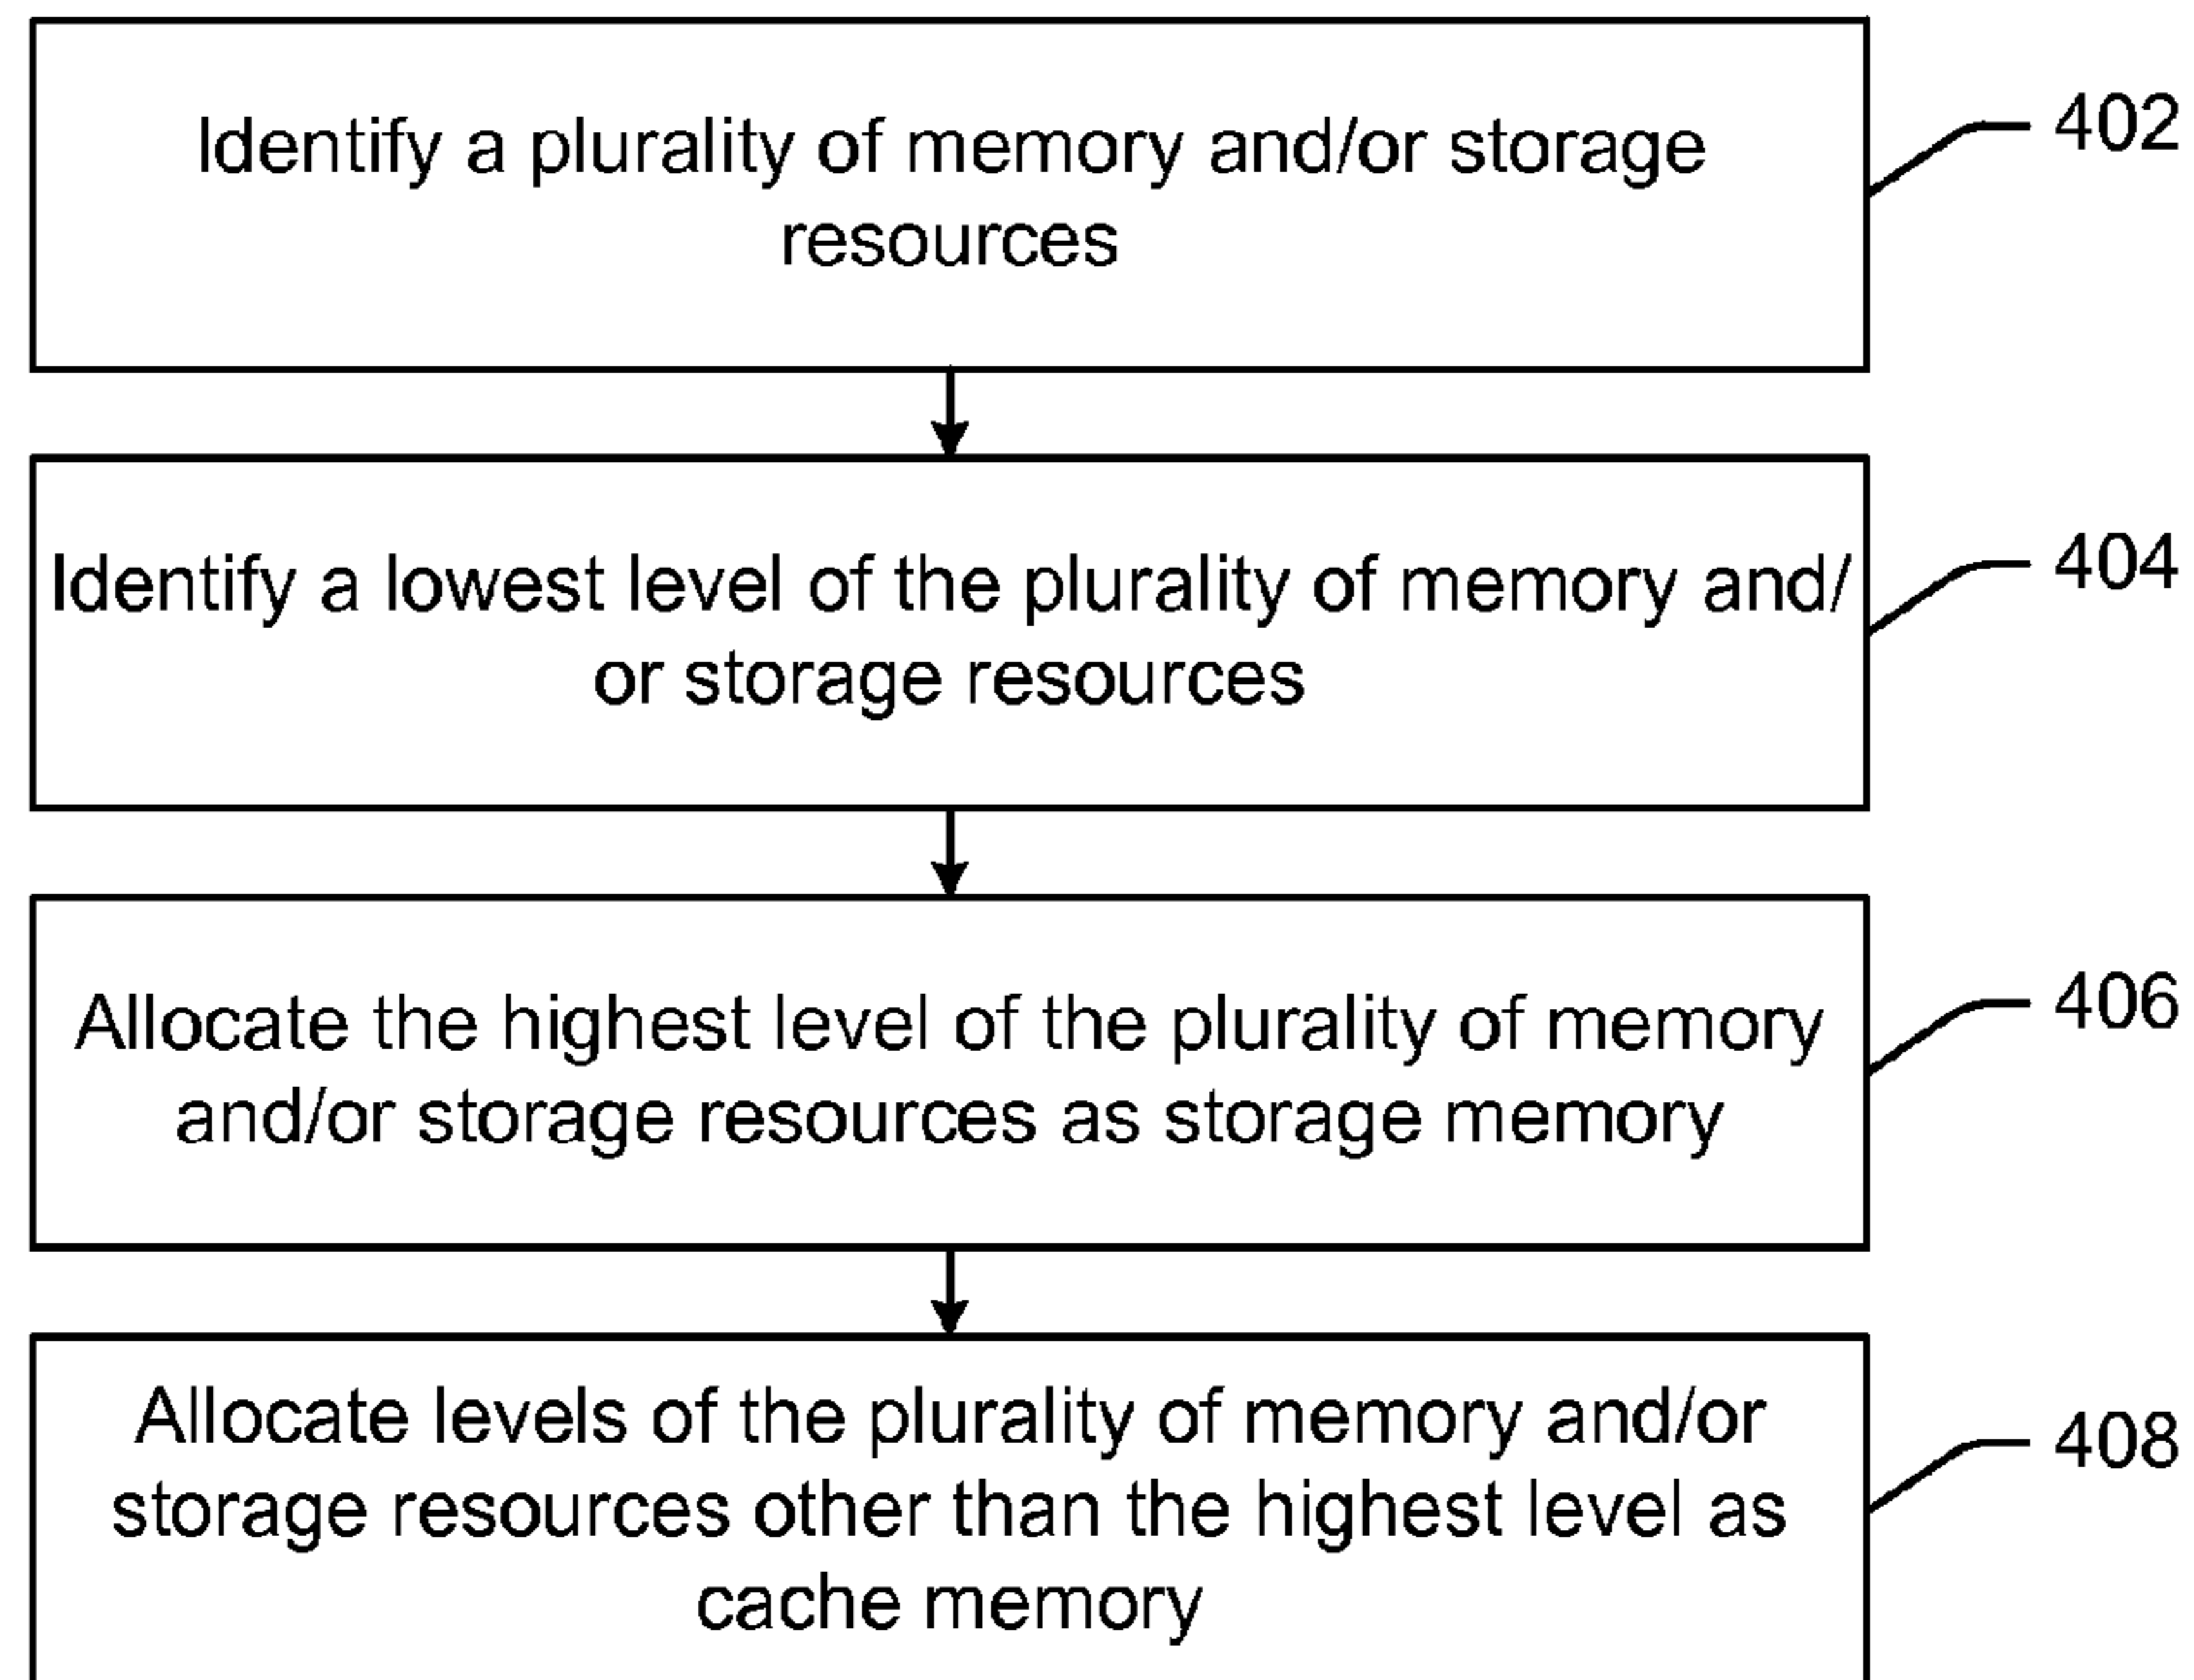 Identify a plurality of memory and/or storage
resources
402
Identify a lowest level of the plurality of memory and/
or storage resources
404
Allocate the highest level of the plurality of memory
and/or storage resources as storage memory
406
Allocate levels of the plurality of memory and/or
storage resources other than the highest level as
cache memory
408